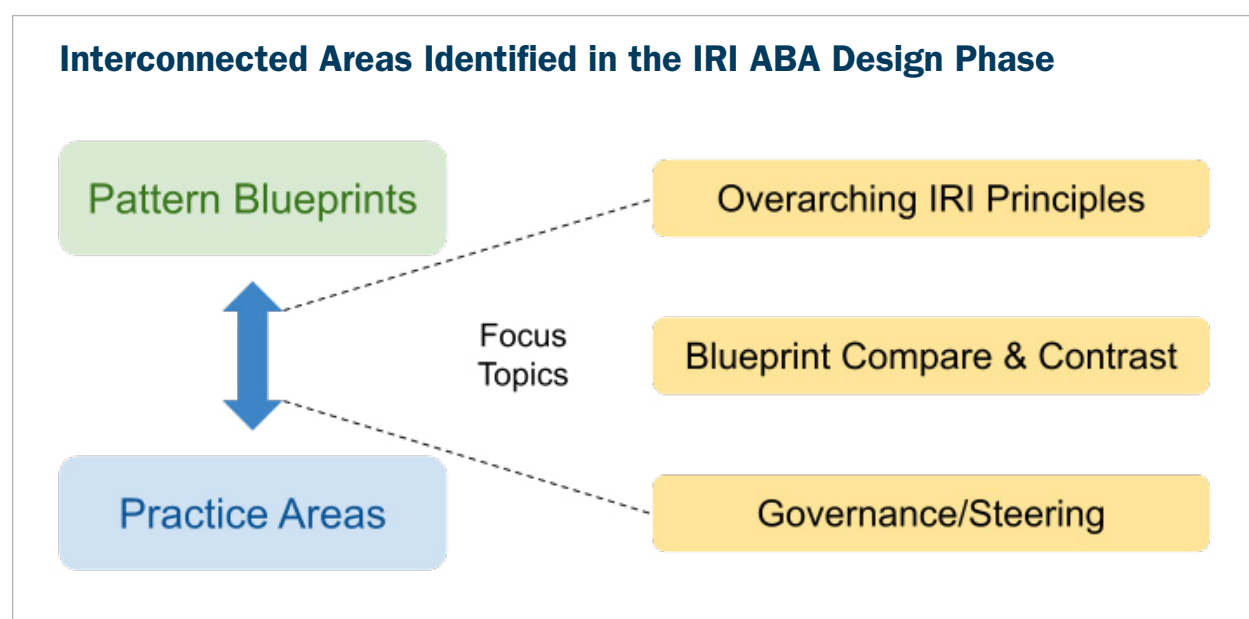 Interconnected Areas Identified in the IRI ABA Design Phase
Pattern Blueprints
Overarching IRI Principles
Focus
Topics
Blueprint Compare & Contrast
Practice Areas
Governance/Steering